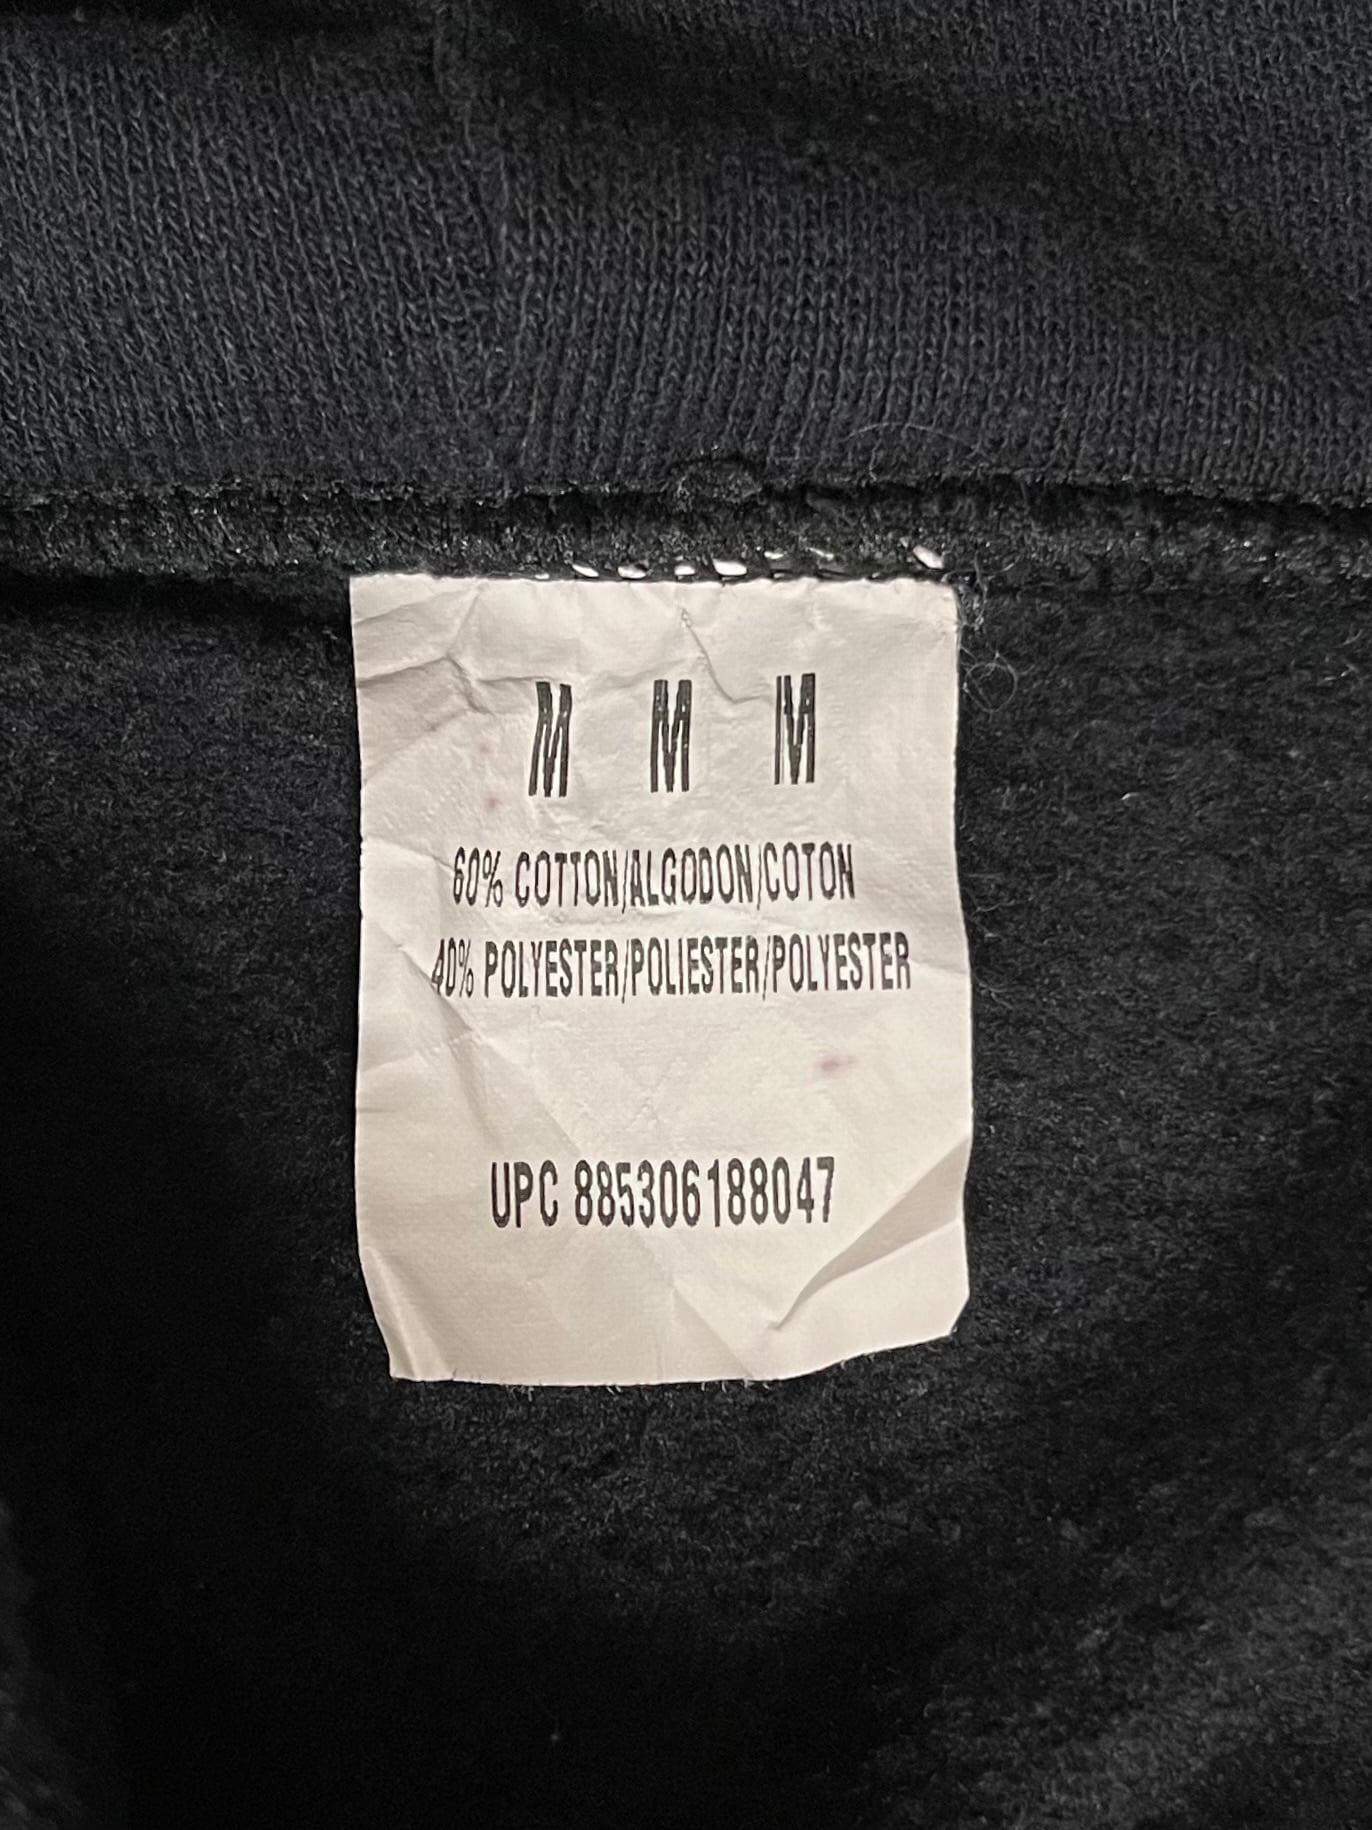 M M M
60% COTTON/ALGODON/COTON
40% POLYESTER/POLIESTER/POLYESTER
UPC 885306188047